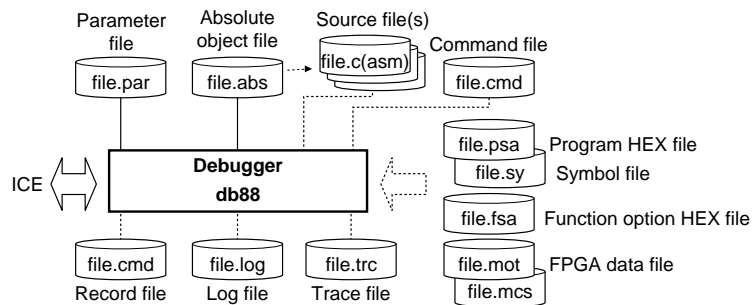 Parameter
file
Absolute
object file
Source file(s)
Command file
file.par
file.abs
file.c(asm)
file.cmd
file.psa
Program HEX file
file.sy
Symbol file
ICE
Debugger
db88
file.fsa
Function option HEX file
file.cmd
file.log
file.trc
file.mot
FPGA data file
file.mcs
Record file
Log file
Trace file